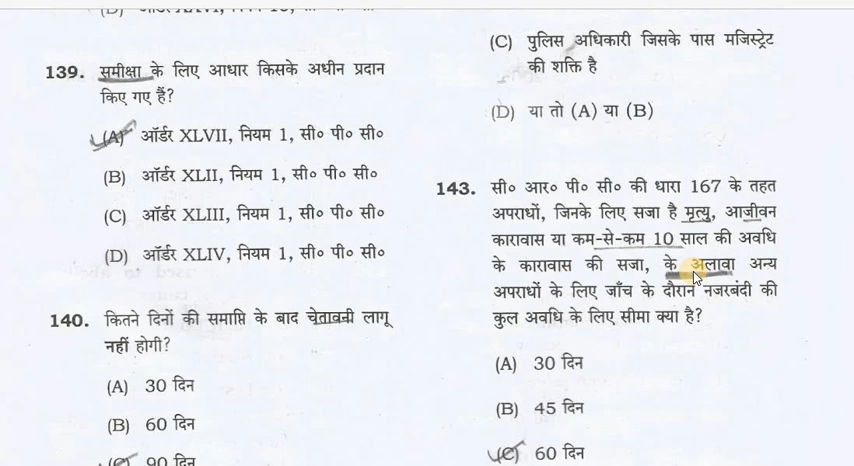 139. समीक्षा के लिए आधार किसके अधीन प्रदान
किए गए हैं?
(A) ऑर्डर XLVII, नियम 1, सी० पी० सी०
(B) ऑर्डर XLII, नियम 1, सी० पी० सी०
(C) ऑर्डर XLIII, नियम 1, सी० पी० सी०
(D) ऑर्डर XLIV, नियम 1, सी० पी० सी०
140. कितने दिनों की समाप्ति के बाद चेतावनी लागू
नहीं होगी?
(A) 30 दिन
(B) 60 दिन
(C) 90 दिन
(C) पुलिस अधिकारी जिसके पास मजिस्ट्रेट
की शक्ति है
(D) या तो (A) या (B)
143. सी० आर० पी० सी० की धारा 167 के तहत
अपराधों, जिनके लिए सजा है मृत्यु, आजीवन
कारावास या कम-से-कम 10 साल की अवधि
के कारावास की सजा, के अलावा अन्य
अपराधों के लिए जाँच के दौरान नजरबंदी की
कुल अवधि के लिए सीमा क्या है?
(A) 30 दिन
(B) 45 दिन
(C) 60 दिन